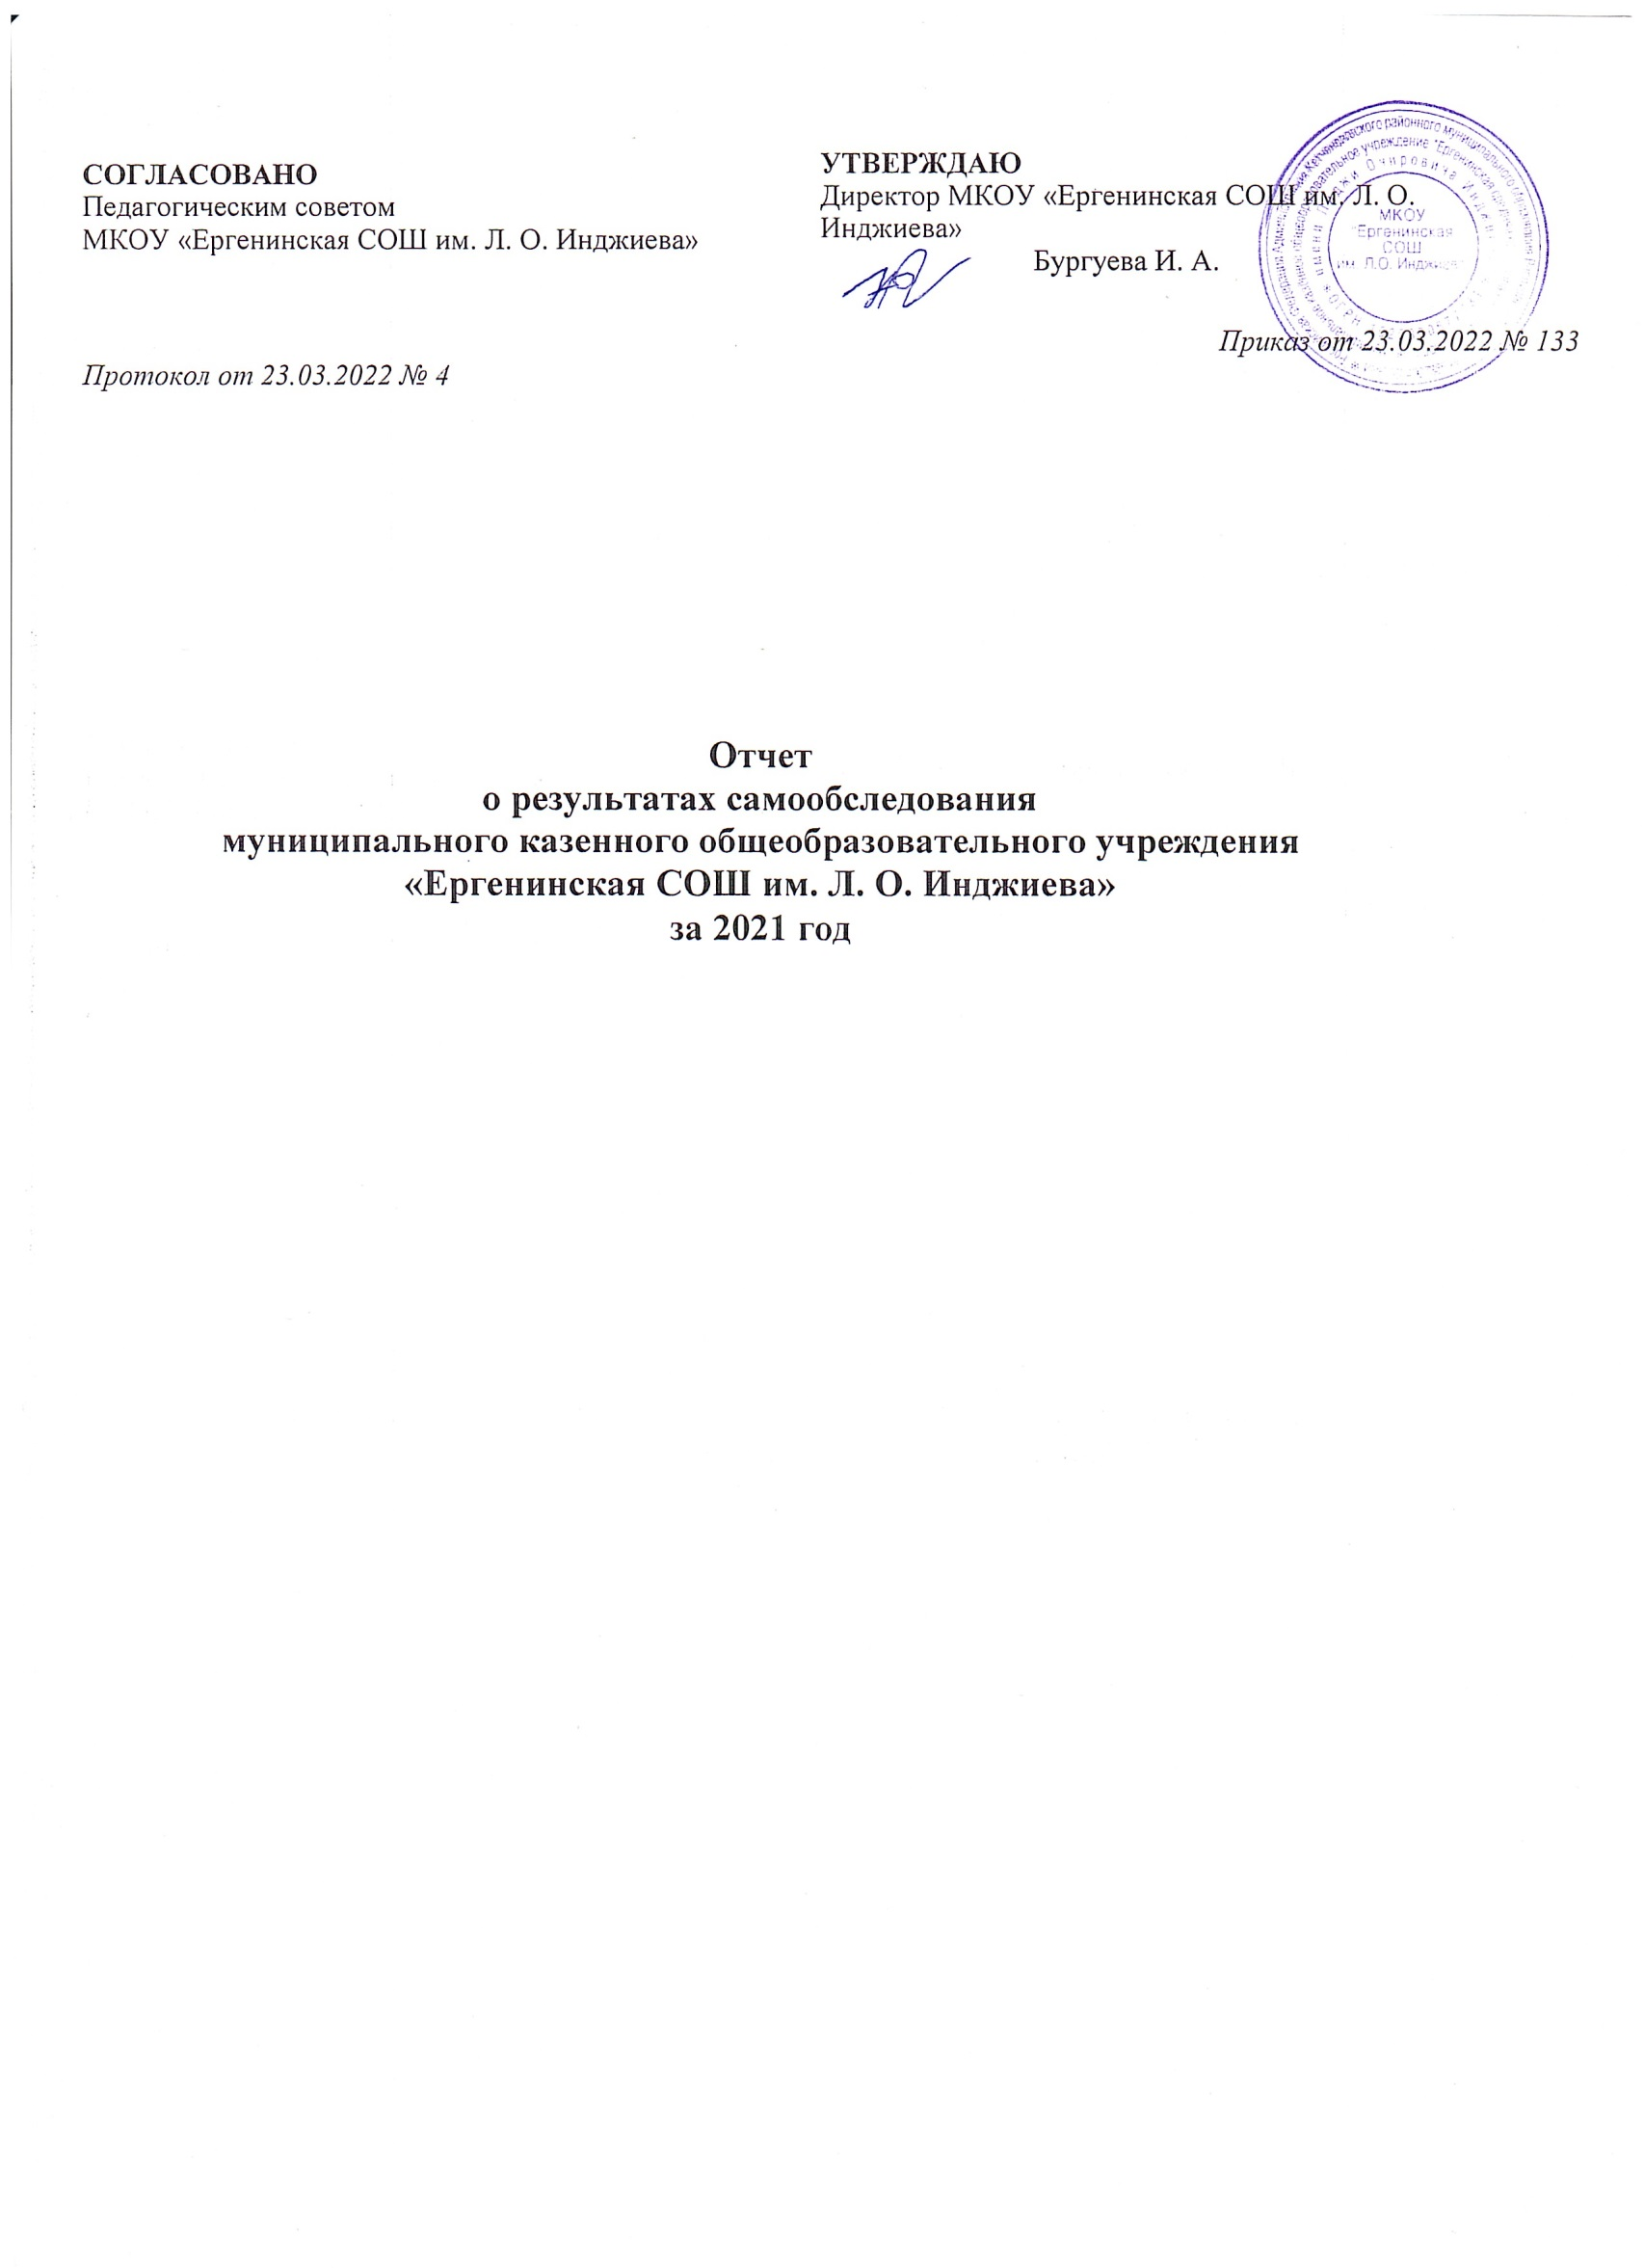 СОГЛАСОВАНО
Педагогическим советом
МКОУ «Ергенинская СОШ им. Л. О. Инджиева»
Протокол от 23.03.2022 № 4
УТВЕРЖДАЮ
Директор МКОУ «Ергенинская СОШ им. Л. О.
Инджиева»
Бургуева И. А.
Приказ от 23.03.2022 № 133
МКОУ
"Ергенинская
СОШ
им. Л.О.
Отчет
о результатах самообследования
муниципального казенного общеобразовательного учреждения
«Ергенинская СОШ им. Л. О. Инджиева»
за 2021 год